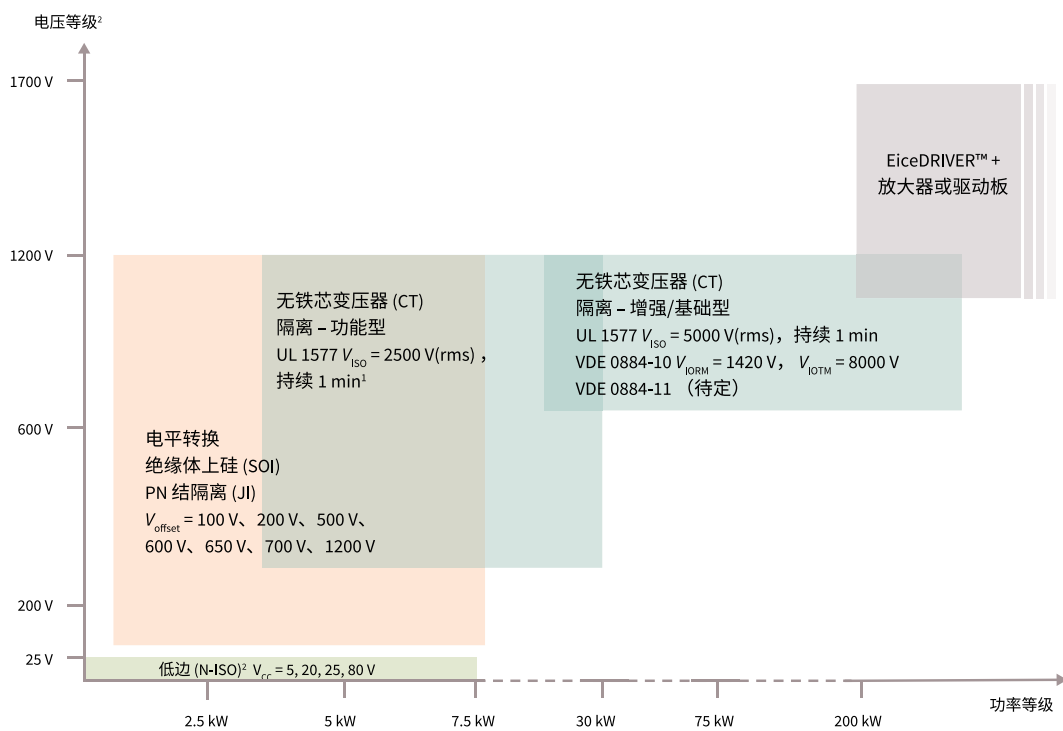 电压等级²
1700 V
EiceDRIVER™ +
放大器或驱动板
1200 V
无铁芯变压器 (CT)
隔离 – 功能型
UL 1577 V_ISO = 2500 V(rms) ，
持续 1 min¹
无铁芯变压器 (CT)
隔离 – 增强/基础型
UL 1577 V_ISO = 5000 V(rms)，持续 1 min
VDE 0884-10 V_IORM = 1420 V， V_IOTM = 8000 V
VDE 0884-11 （待定）
600 V
电平转换
绝缘体上硅 (SOI)
PN 结隔离 (JI)
V_offset = 100 V、200 V、500 V、
600 V、650 V、700 V、1200 V
200 V
25 V
低边 (N-ISO)² V_CC = 5, 20, 25, 80 V
功率等级
2.5 kW
5 kW
7.5 kW
30 kW
75 kW
200 kW